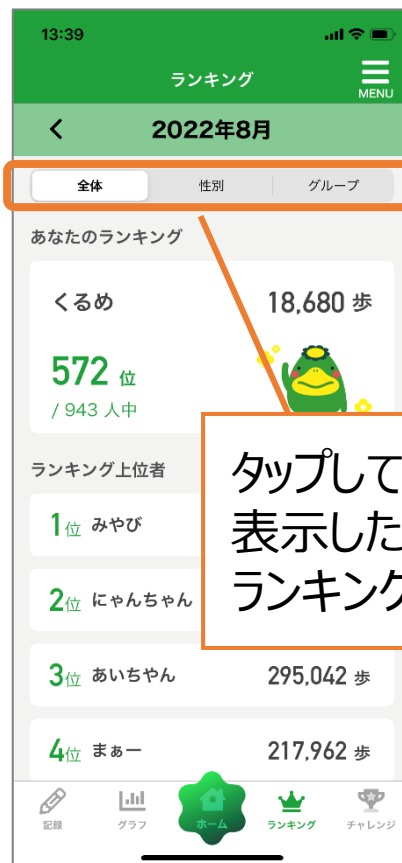 13:39
ランキング
MENU
2022年8月
全体 性別 グループ
あなたのランキング
くるめ 18,680 歩
572 位
/ 943 人中
ランキング上位者
タップして
表示した
ランキング
1位 みやび
2位 にゃんちゃん
3位 あいちやん 295,042 歩
4位 まぁー 217,962 歩
記録 グラフ ホーム ランキング チャレンジ